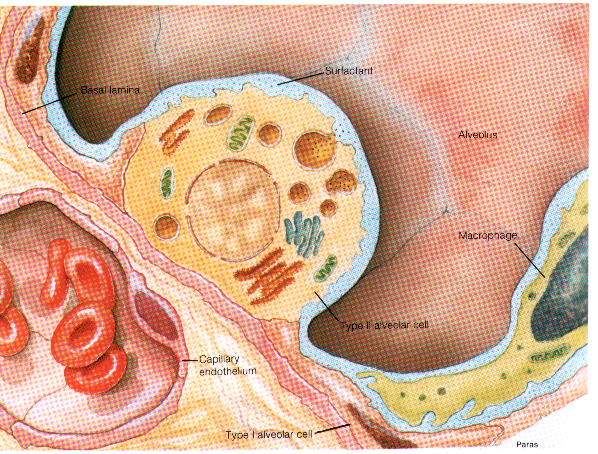 Surfactant
Basal lamina
Alveolus
Macrophage
Type II alveolar cell
Capillary
endothelium
Type I alveolar cell
Paras